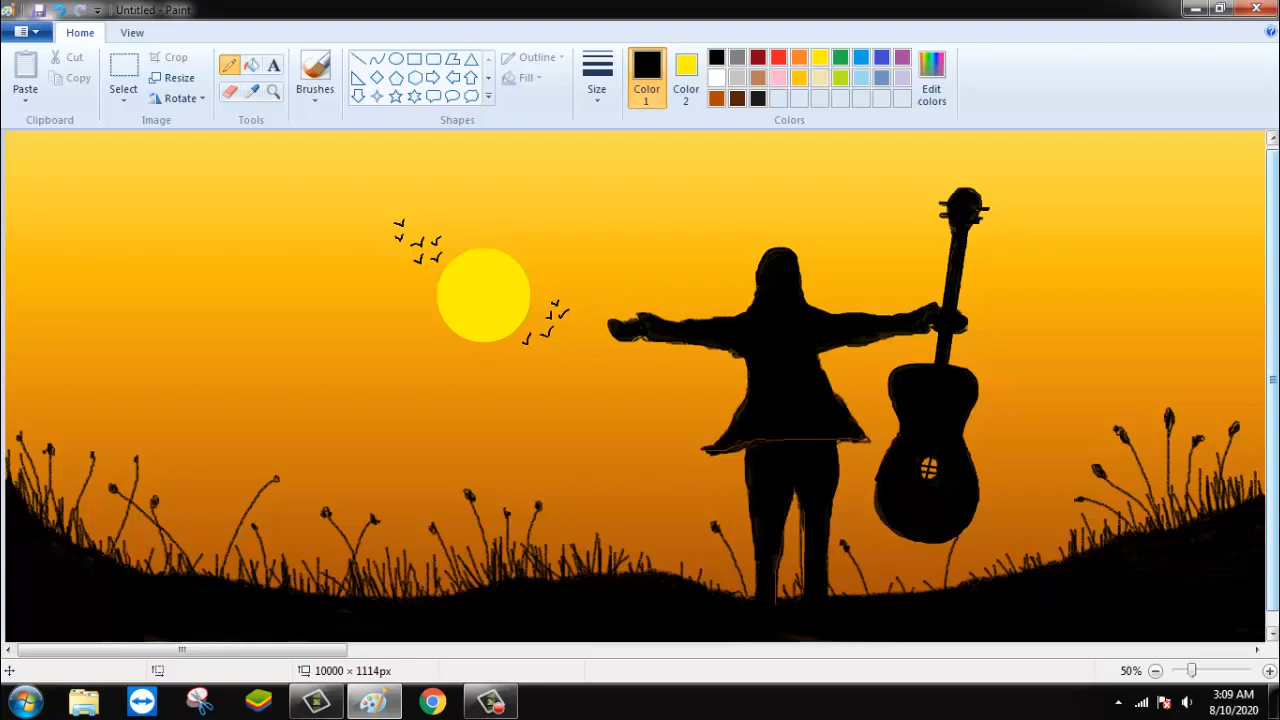 Untitled - Paint
Home
View
Paste
Cut
Copy
Clipboard
Select
Crop
Resize
Rotate
Image
A
Tools
Brushes
Outline
Fill
Shapes
Size
Color 1
Color 2
Edit colors
Colors
10000 × 1114px
50%
3:09 AM
8/10/2020